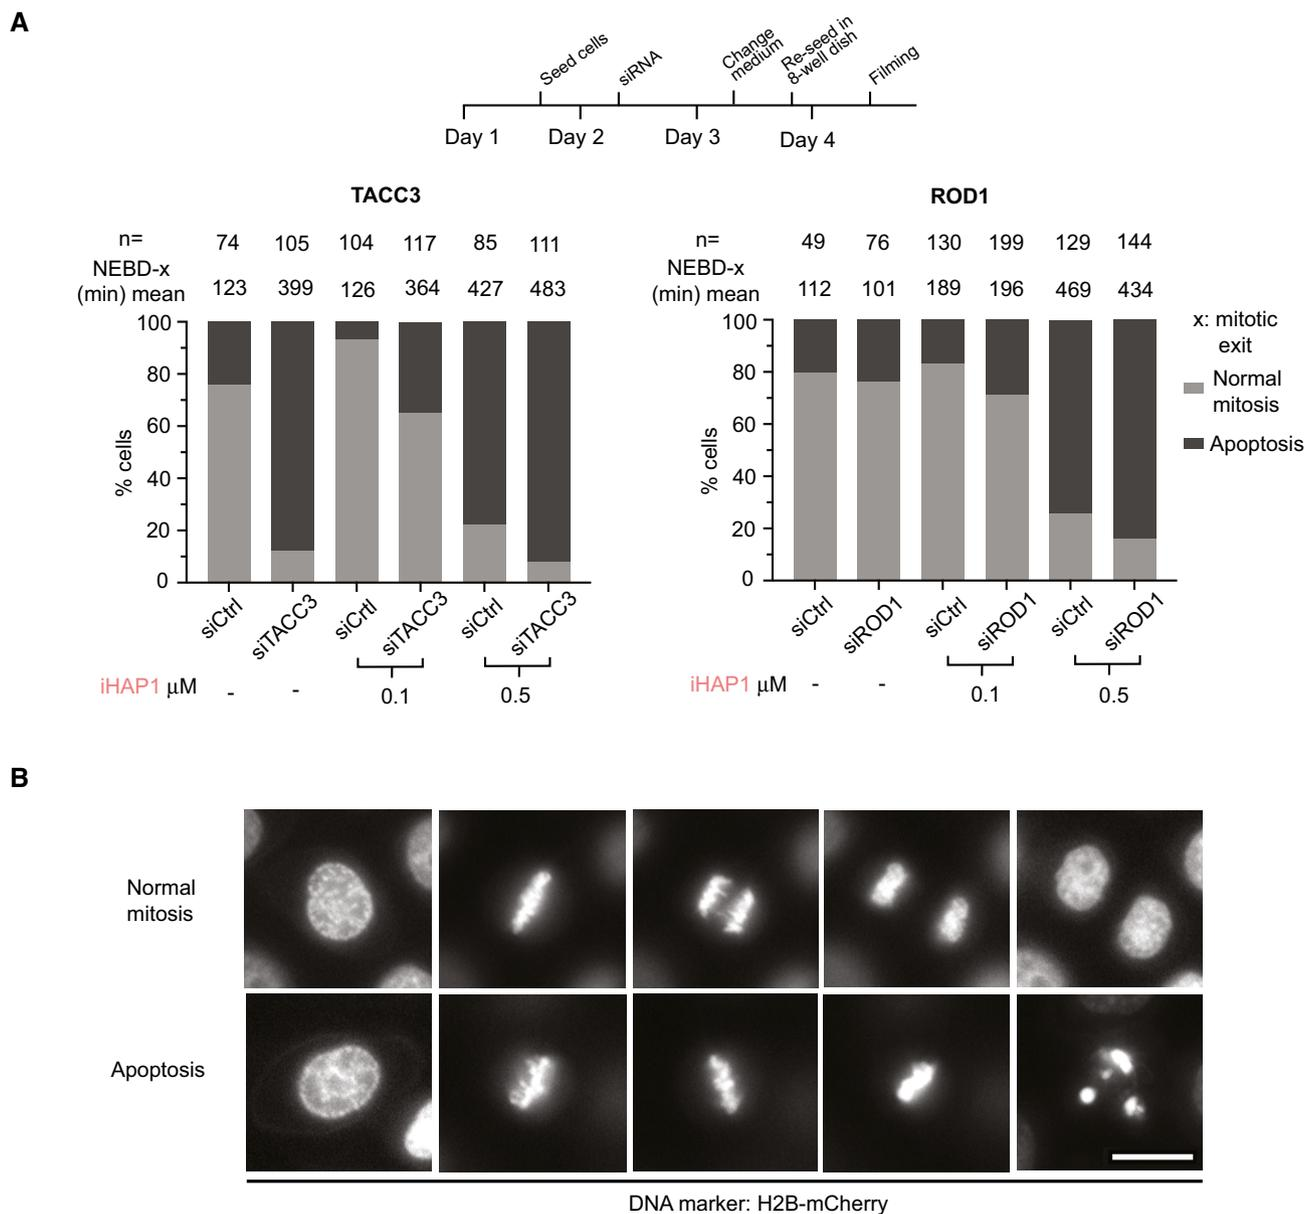 A
Seed cells
siRNA
Change
medium
Re-seed in
8-well dish
Filming
Day 1
Day 2
Day 3
Day 4
TACC3
n=
74 105 104 117 85 111
NEBD-x
(min) mean
123 399 126 364 427 483
% cells
100
80
60
40
20
0
siCtrl
siTACC3
siCrtl
siTACC3
siCtrl
siTACC3
iHAP1 μM
- - 0.1 0.5
ROD1
n=
49 76 130 199 129 144
NEBD-x
(min) mean
112 101 189 196 469 434
% cells
100
80
60
40
20
0
siCtrl
siROD1
siCtrl
siROD1
siCtrl
siROD1
iHAP1 μM
- - 0.1 0.5
x: mitotic
exit
Normal
mitosis
Apoptosis
B
Normal
mitosis
Apoptosis
DNA marker: H2B-mCherry